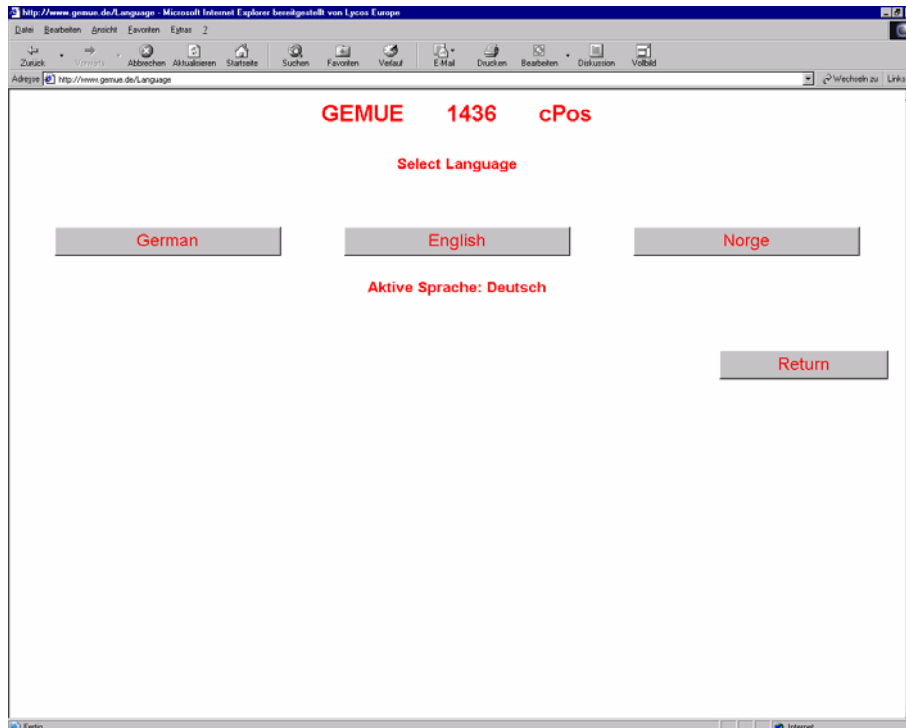 http://www.gemue.de/Language - Microsoft Internet Explorer bereitgestellt von Lycos Europe
Datei Bearbeiten Ansicht Favoriten Extras ?
Zurück Vorwärts Abbrechen Aktualisieren Startseite Suchen Favoriten Verlauf E-Mail Drucken Bearbeiten Diskussion Vollbild
Adresse http://www.gemue.de/Language Wechseln zu Links
GEMUE 1436 cPos
Select Language
German English Norge
Aktive Sprache: Deutsch
Return
Fertig Internet